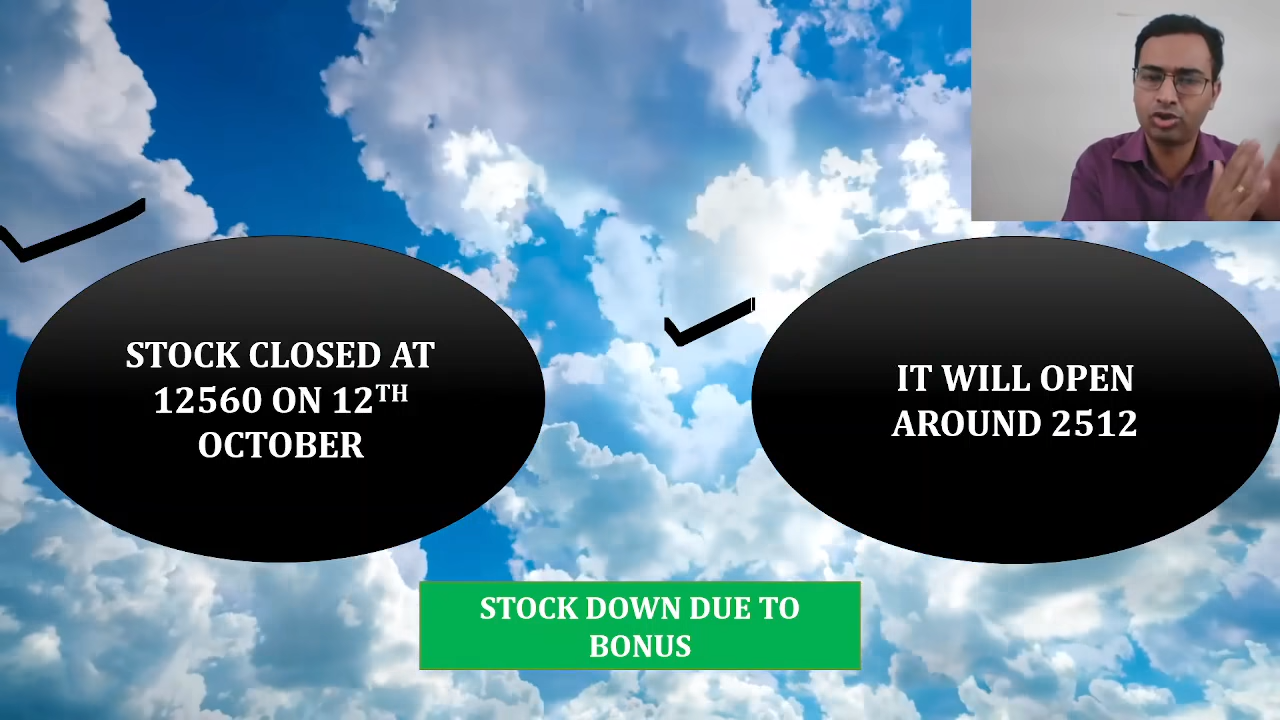 STOCK CLOSED AT
12560 ON 12TH
OCTOBER
IT WILL OPEN
AROUND 2512
STOCK DOWN DUE TO
BONUS